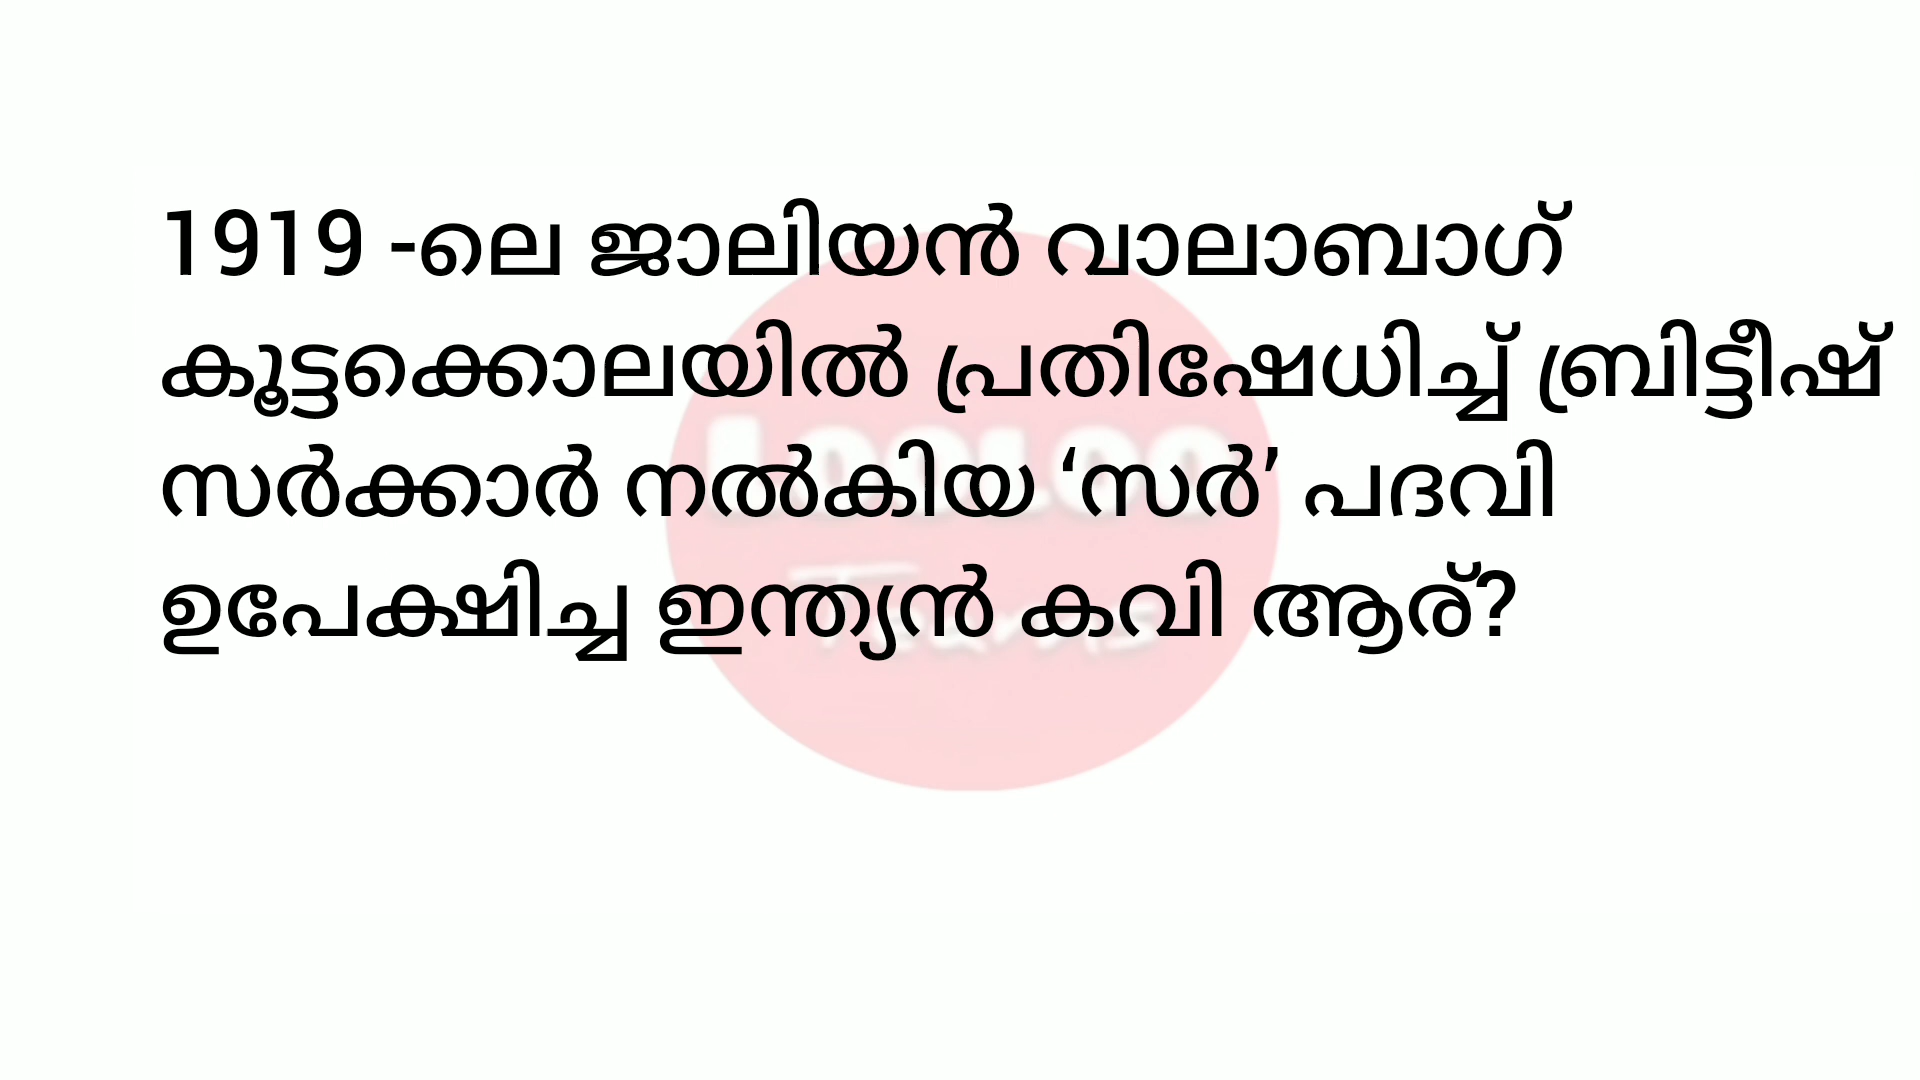 1919 -ലെ ജാലിയൻ വാലാബാഗ്
കൂട്ടക്കൊലയിൽ പ്രതിഷേധിച്ച് ബ്രിട്ടീഷ്
സർക്കാർ നൽകിയ ‘സർ’ പദവി
ഉപേക്ഷിച്ച ഇന്ത്യൻ കവി ആര്?